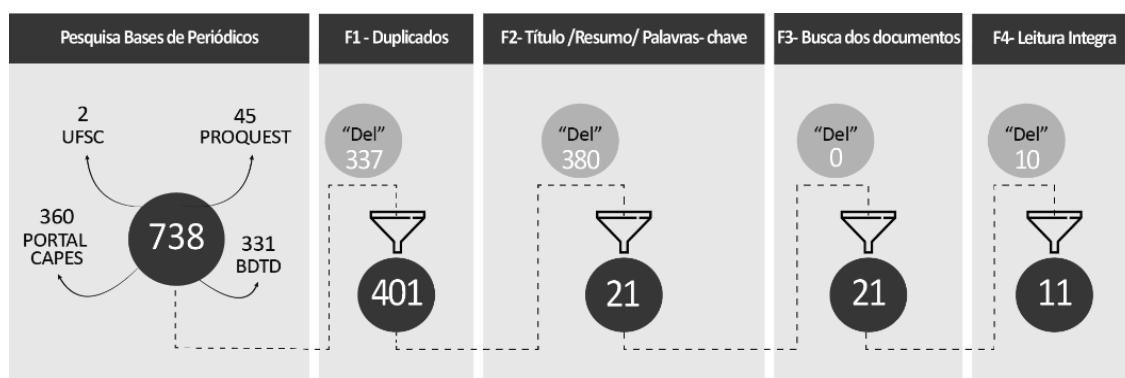 Pesquisa Bases de Periódicos
2
UFSC
45
PROQUEST
360
PORTAL
CAPES
738
331
BDTD
F1 - Duplicados
“Del”
337
401
F2- Título /Resumo/ Palavras- chave
“Del”
380
21
F3- Busca dos documentos
“Del”
0
21
F4- Leitura Integra
“Del”
10
11